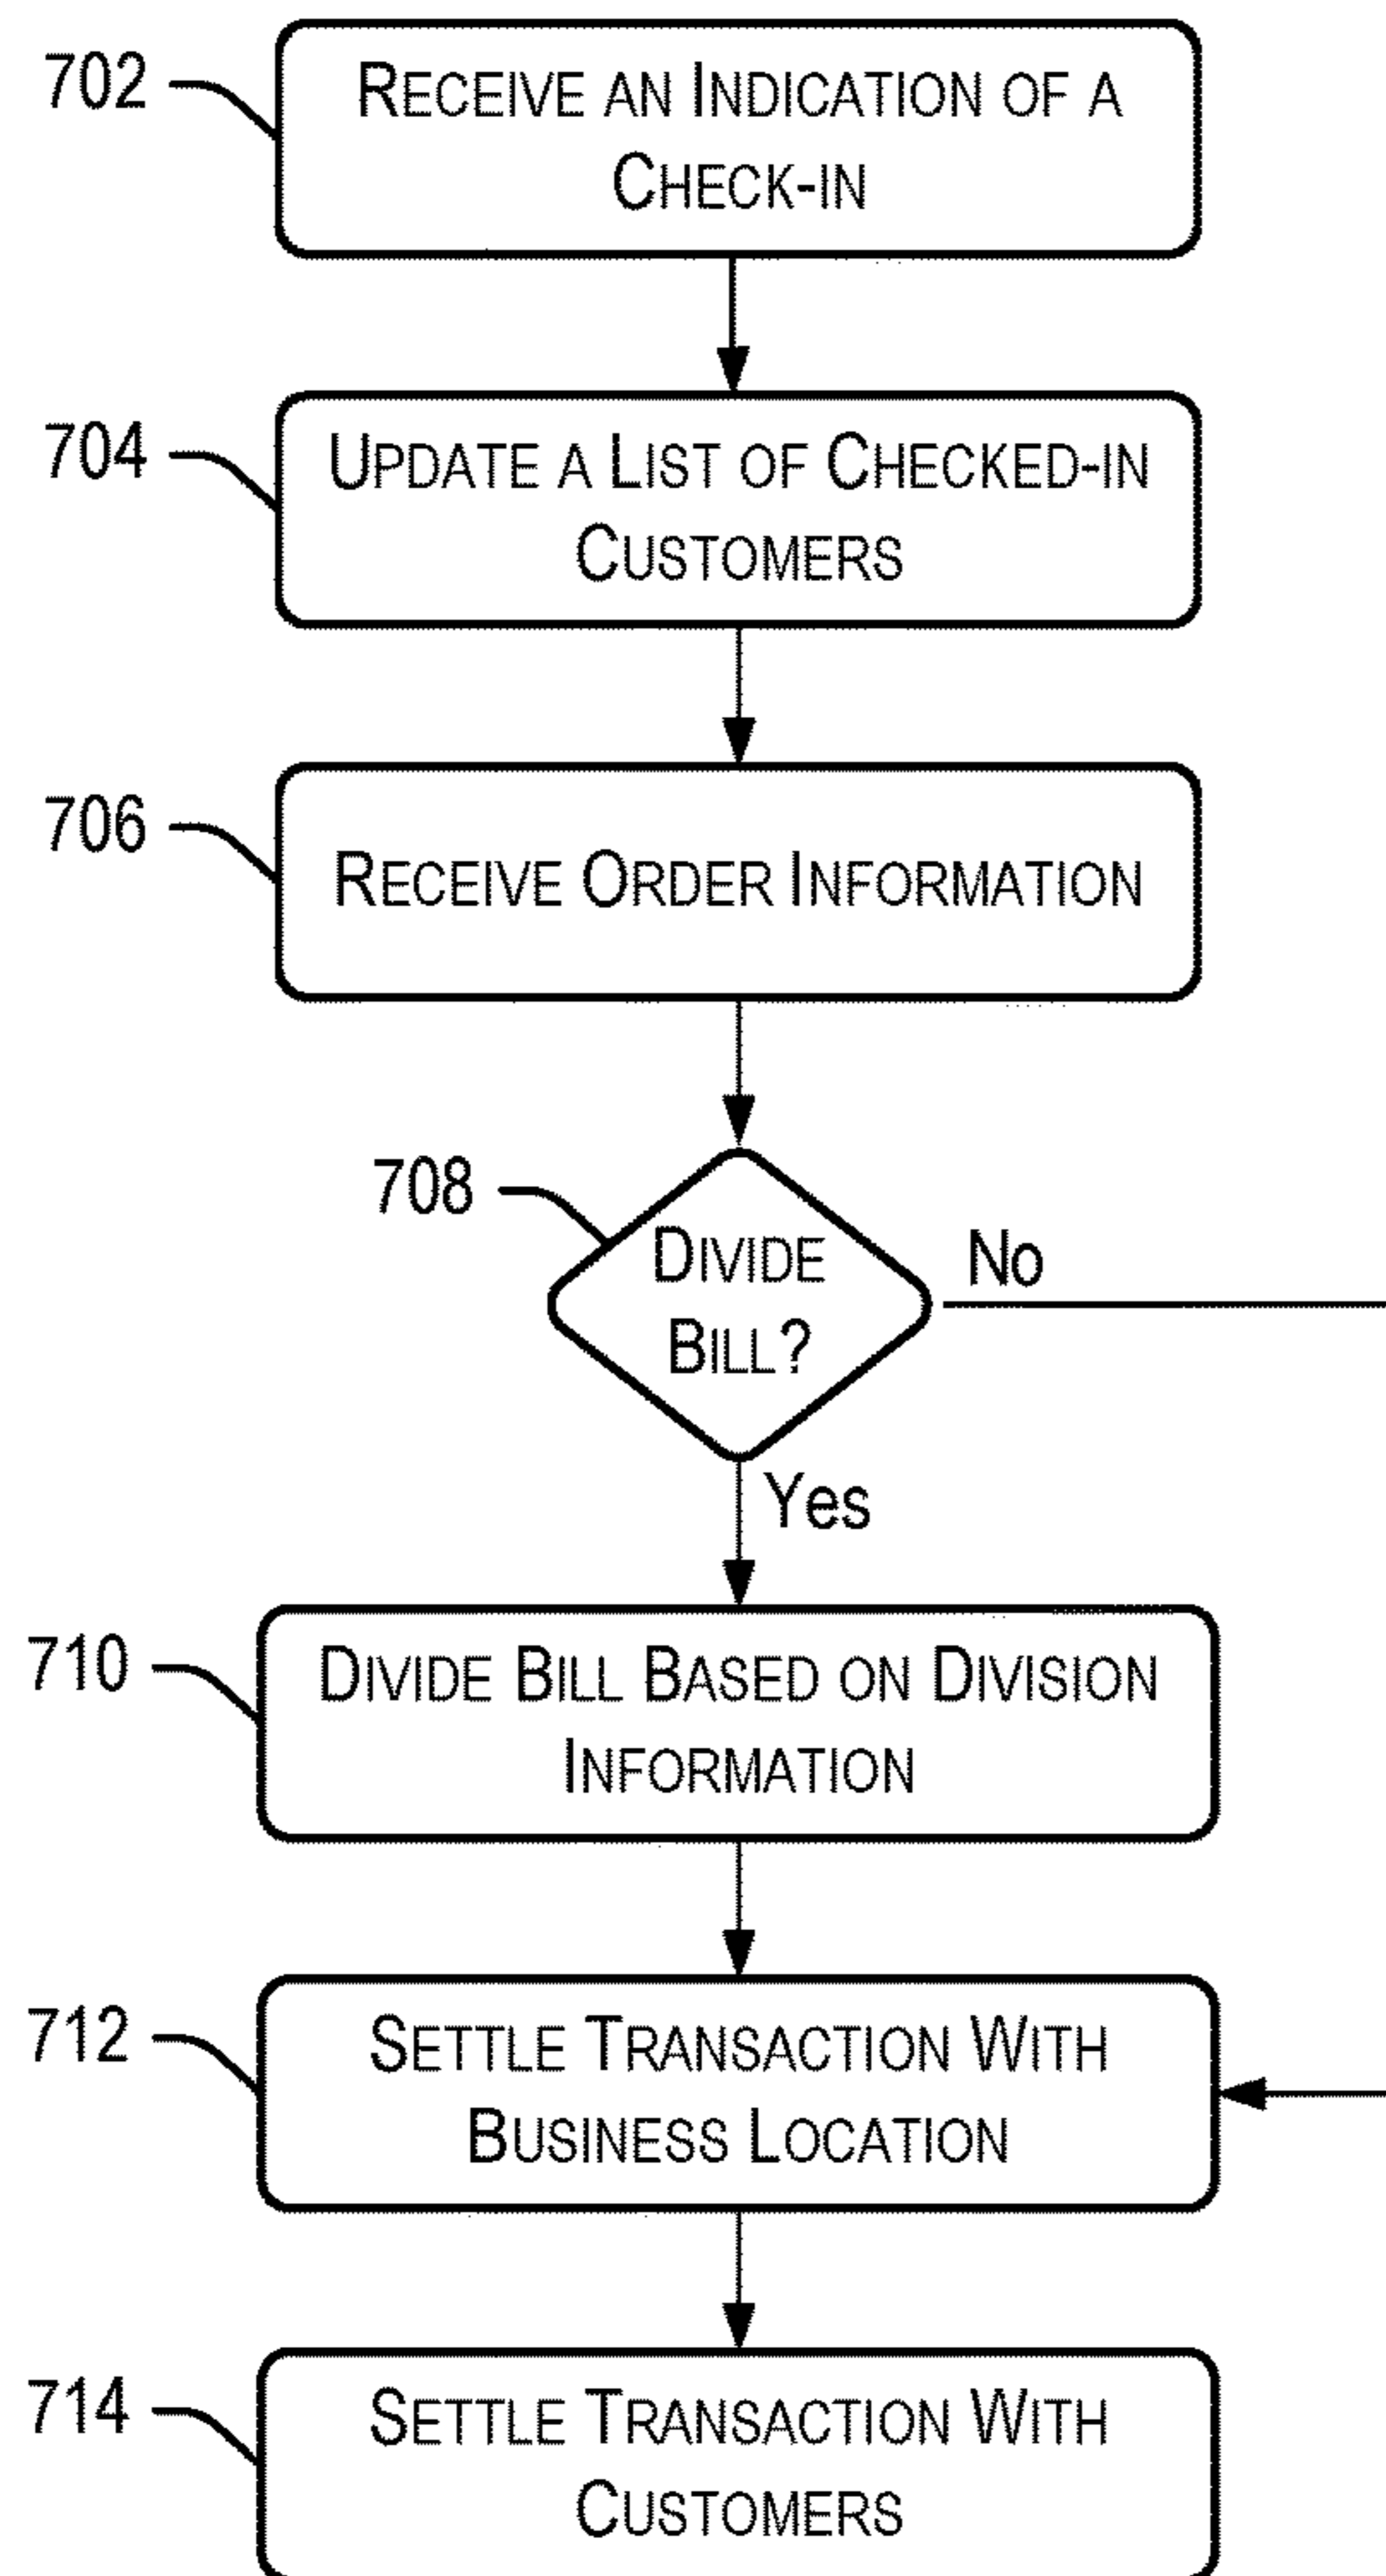 702
RECEIVE AN INDICATION OF A
CHECK-IN
704
UPDATE A LIST OF CHECKED-IN
CUSTOMERS
706
RECEIVE ORDER INFORMATION
708
DIVIDE
BILL?
No
Yes
710
DIVIDE BILL BASED ON DIVISION
INFORMATION
712
SETTLE TRANSACTION WITH
BUSINESS LOCATION
714
SETTLE TRANSACTION WITH
CUSTOMERS